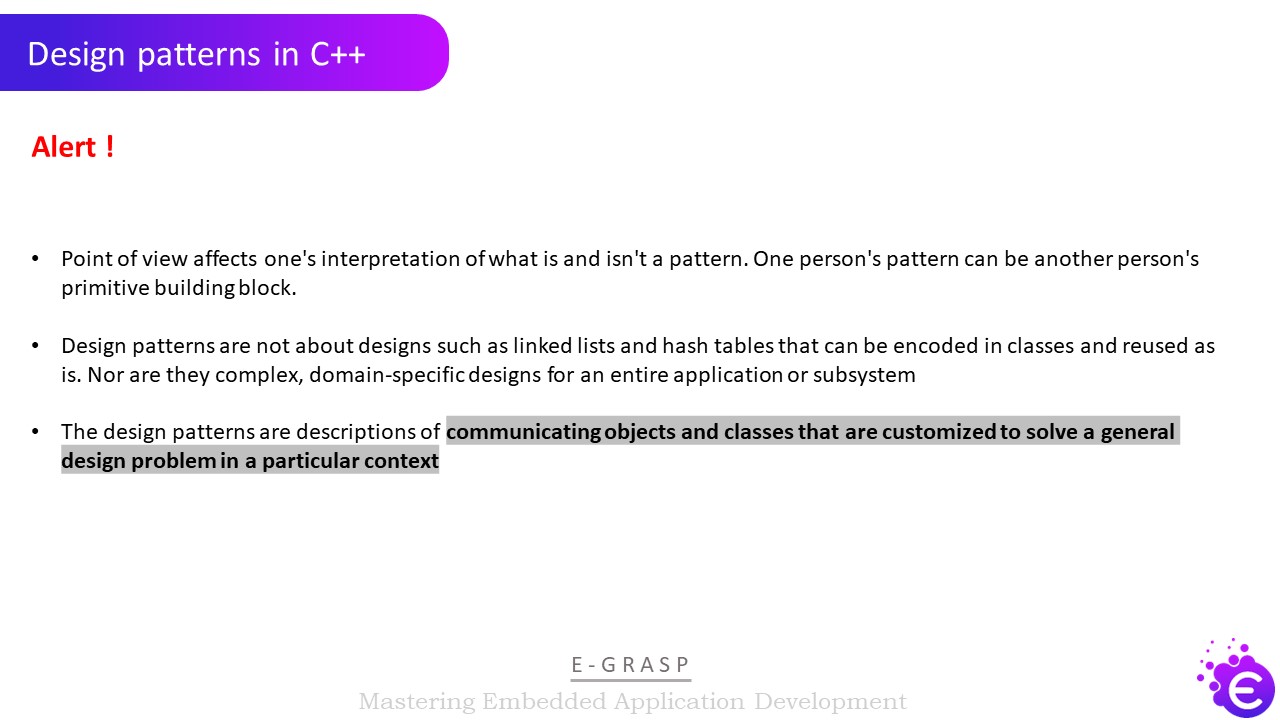 Design patterns in C++
Alert !
• Point of view affects one's interpretation of what is and isn't a pattern. One person's pattern can be another person's
primitive building block.
• Design patterns are not about designs such as linked lists and hash tables that can be encoded in classes and reused as
is. Nor are they complex, domain-specific designs for an entire application or subsystem
• The design patterns are descriptions of communicating objects and classes that are customized to solve a general
design problem in a particular context
E-GRASP
Mastering Embedded Application Development
e